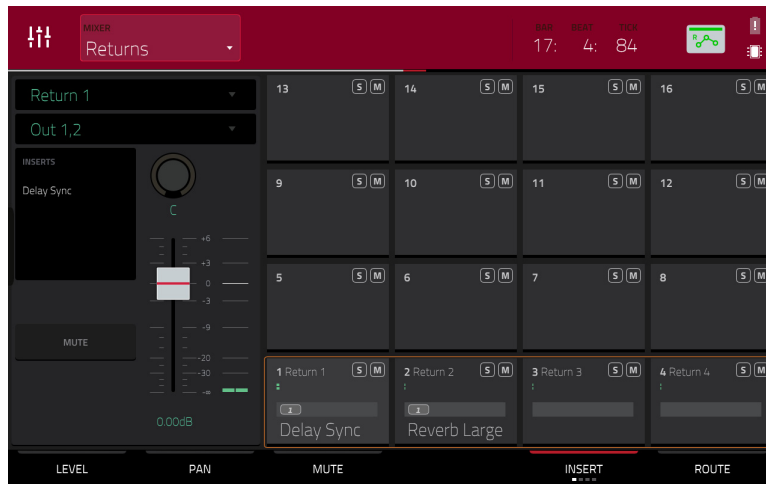 MIXER
Returns
BAR BEAT TICK
17: 4: 84
R
!
Return 1
Out 1,2
INSERTS
Delay Sync
C
+6
+3
0
-3
-9
-20
-30
-∞
MUTE
0.00dB
13 S M 14 S M 15 S M 16 S M
9 S M 10 S M 11 S M 12 S M
5 S M 6 S M 7 S M 8 S M
1 Return 1 S M 2 Return 2 S M 3 Return 3 S M 4 Return 4 S M
1 1
Delay Sync Reverb Large
LEVEL PAN MUTE INSERT ROUTE